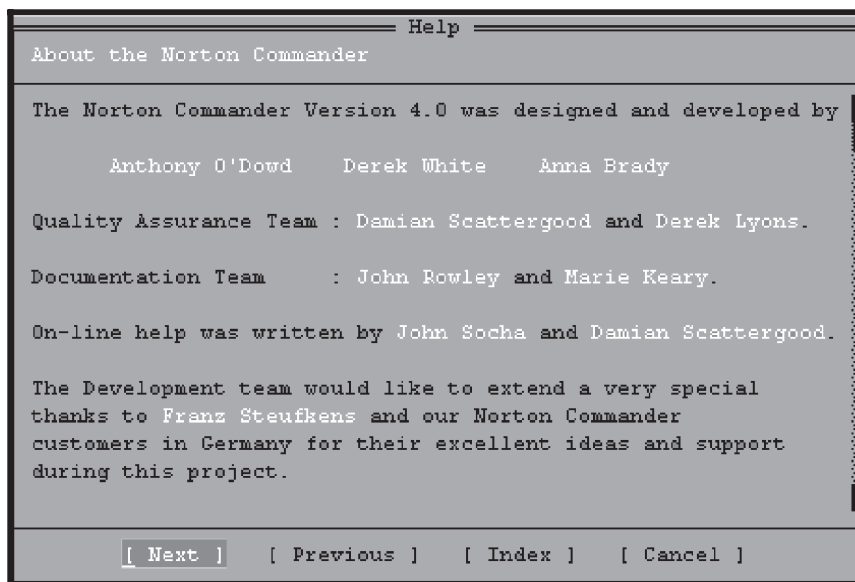 Help
About the Norton Commander
The Norton Commander Version 4.0 was designed and developed by
Anthony O'Dowd    Derek White    Anna Brady
Quality Assurance Team : Damian Scattergood and Derek Lyons.
Documentation Team     : John Rowley and Marie Keary.
On-line help was written by John Socha and Damian Scattergood.
The Development team would like to extend a very special
thanks to Franz Steufkens and our Norton Commander
customers in Germany for their excellent ideas and support
during this project.
[ Next ]   [ Previous ]   [ Index ]   [ Cancel ]